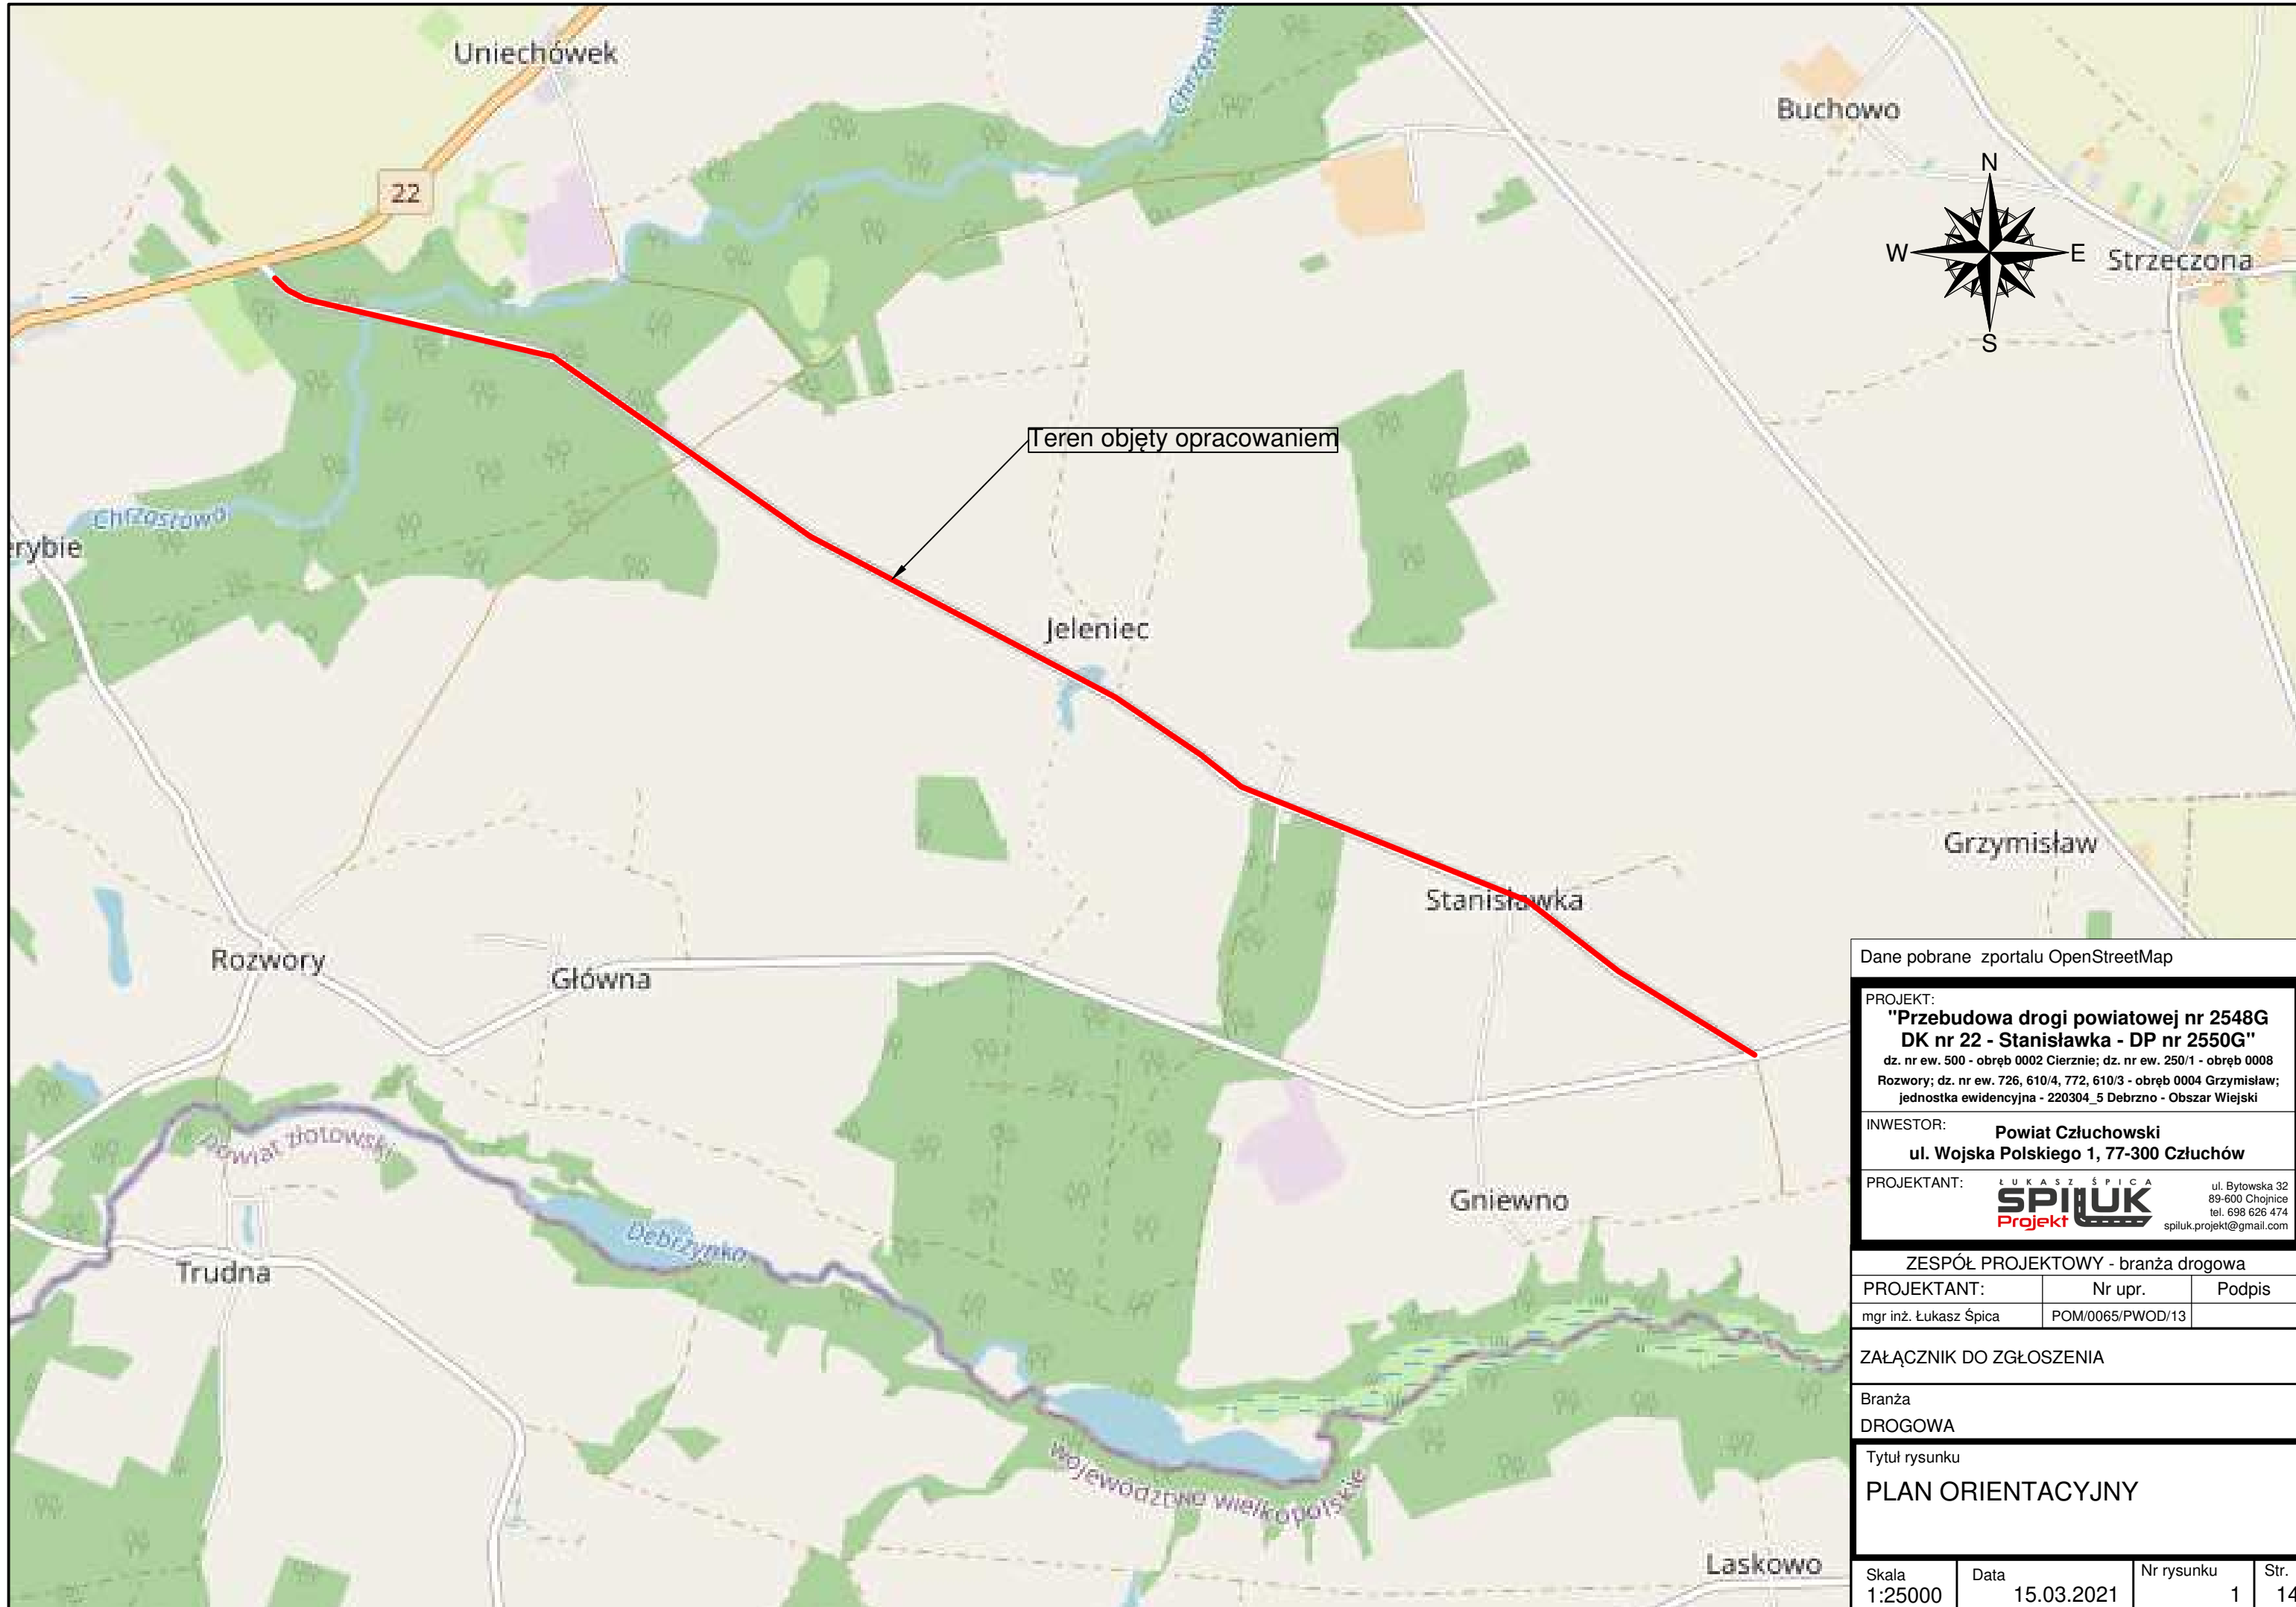 Uniechówek
Chrząstowa
Buchowo
22
N
W
E
S
Strzeczona
Teren objęty opracowaniem
Chrząstowa
erybie
Jeleniec
Grzymisław
Stanisławka
Rozwory
Główna
powiat złotowski
Gniewno
Debrzynka
Trudna
województwo wielkopolskie
Laskowo
Dane pobrane zportalu OpenStreetMap
PROJEKT:
"Przebudowa drogi powiatowej nr 2548G
DK nr 22 - Stanisławka - DP nr 2550G"
dz. nr ew. 500 - obręb 0002 Cierznie; dz. nr ew. 250/1 - obręb 0008
Rozwory; dz. nr ew. 726, 610/4, 772, 610/3 - obręb 0004 Grzymisław;
jednostka ewidencyjna - 220304_5 Debrzno - Obszar Wiejski
INWESTOR:
Powiat Człuchowski
ul. Wojska Polskiego 1, 77-300 Człuchów
PROJEKTANT:
ŁUKASZ ŚPICA
SPILUK
Projekt
ul. Bytowska 32
89-600 Chojnice
tel. 698 626 474
spiluk.projekt@gmail.com
ZESPÓŁ PROJEKTOWY - branża drogowa
PROJEKTANT: Nr upr. Podpis
mgr inż. Łukasz Śpica POM/0065/PWOD/13
ZAŁĄCZNIK DO ZGŁOSZENIA
Branża
DROGOWA
Tytuł rysunku
PLAN ORIENTACYJNY
Skala Data Nr rysunku Str.
1:25000 15.03.2021 1 14